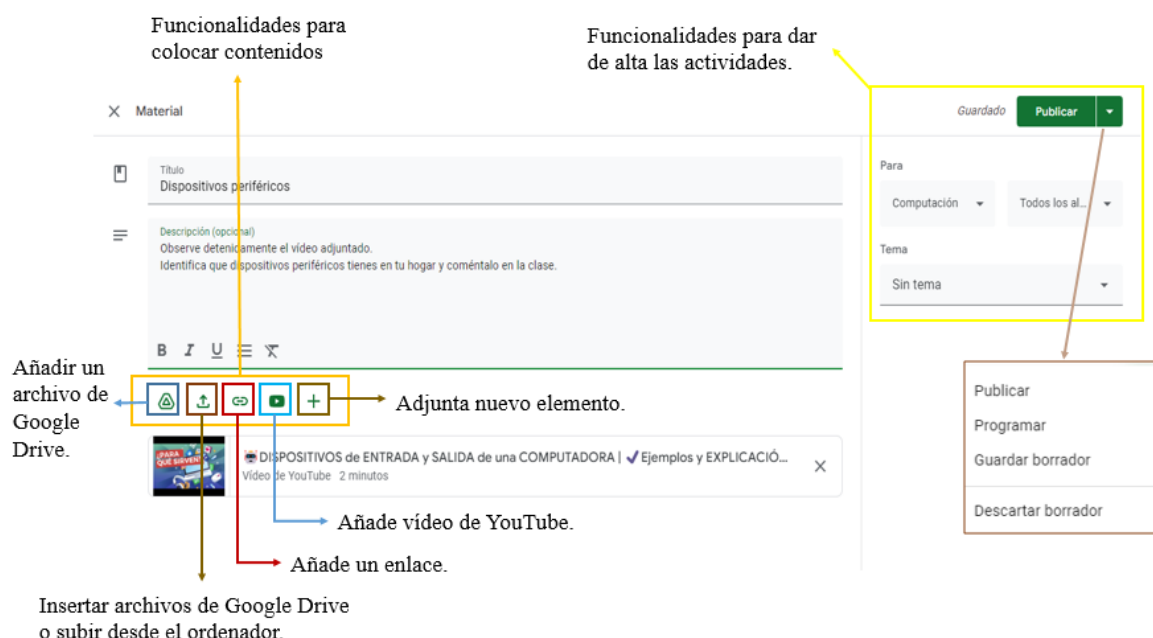 Funcionalidades para
colocar contenidos
Funcionalidades para dar
de alta las actividades.
Material
Guardado
Publicar
Título
Dispositivos periféricos
Para
Computación
Todos los al...
Descripción (opcional)
Observe detenidamente el vídeo adjuntado.
Identifica que dispositivos periféricos tienes en tu hogar y coméntalo en la clase.
Tema
Sin tema
B I U
Añadir un
archivo de
Google
Drive.
Adjunta nuevo elemento.
Publicar
Programar
Guardar borrador
Descartar borrador
¿PARA
QUÉ SIRVEN?
DISPOSITIVOS de ENTRADA y SALIDA de una COMPUTADORA | ✓Ejemplos y EXPLICACIÓ...
Vídeo de YouTube 2 minutos
Añade vídeo de YouTube.
Añade un enlace.
Insertar archivos de Google Drive
o subir desde el ordenador.